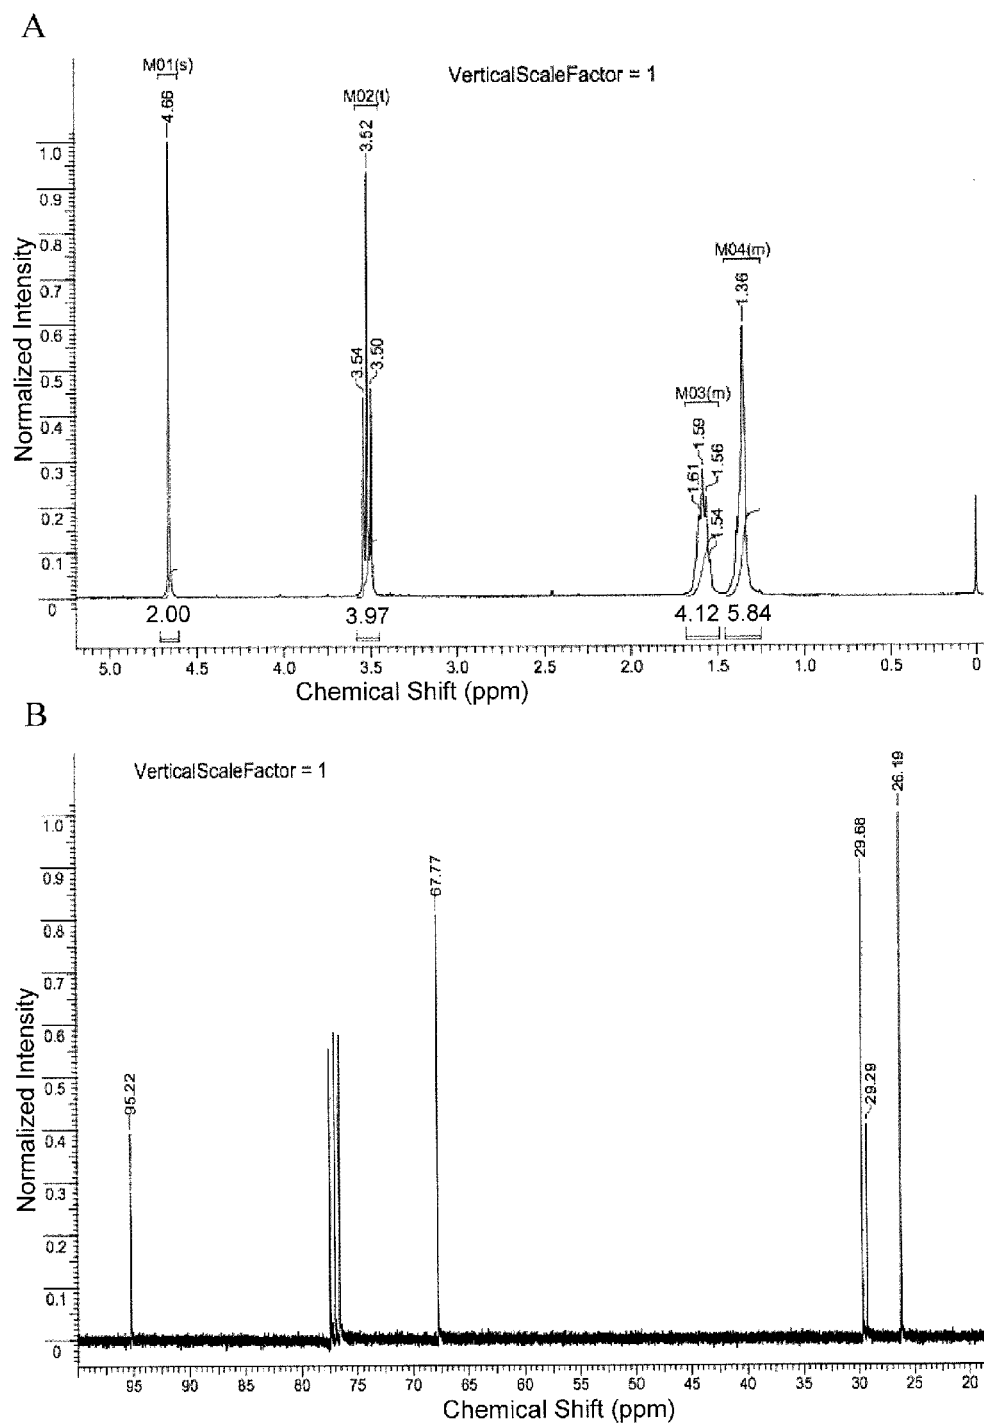 A
M01(s)
VerticalScaleFactor = 1
4.66
M02(t)
3.52
3.54
3.50
M03(m)
1.61
1.59
1.56
1.54
M04(m)
1.36
Normalized Intensity
1.0
0.9
0.8
0.7
0.6
0.5
0.4
0.3
0.2
0.1
0
2.00 3.97 4.12 5.84
5.0 4.5 4.0 3.5 3.0 2.5 2.0 1.5 1.0 0.5 0
Chemical Shift (ppm)
B
VerticalScaleFactor = 1
95.22
67.77
29.68
29.29
26.19
Normalized Intensity
1.0
0.9
0.8
0.7
0.6
0.5
0.4
0.3
0.2
0.1
0
95 90 85 80 75 70 65 60 55 50 45 40 35 30 25 20
Chemical Shift (ppm)